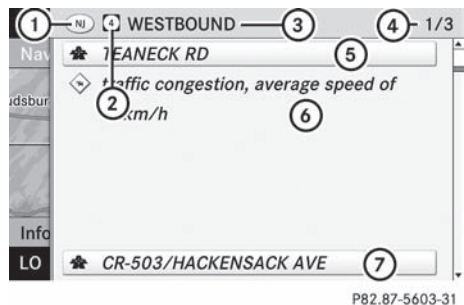 1 NJ 4 WESTBOUND 3 4 1/3
Nav TEANECK RD 5
traffic congestion, average speed of
udsbur 2 km/h 6
Info
LO CR-503/HACKENSACK AVE 7
P82.87-5603-31